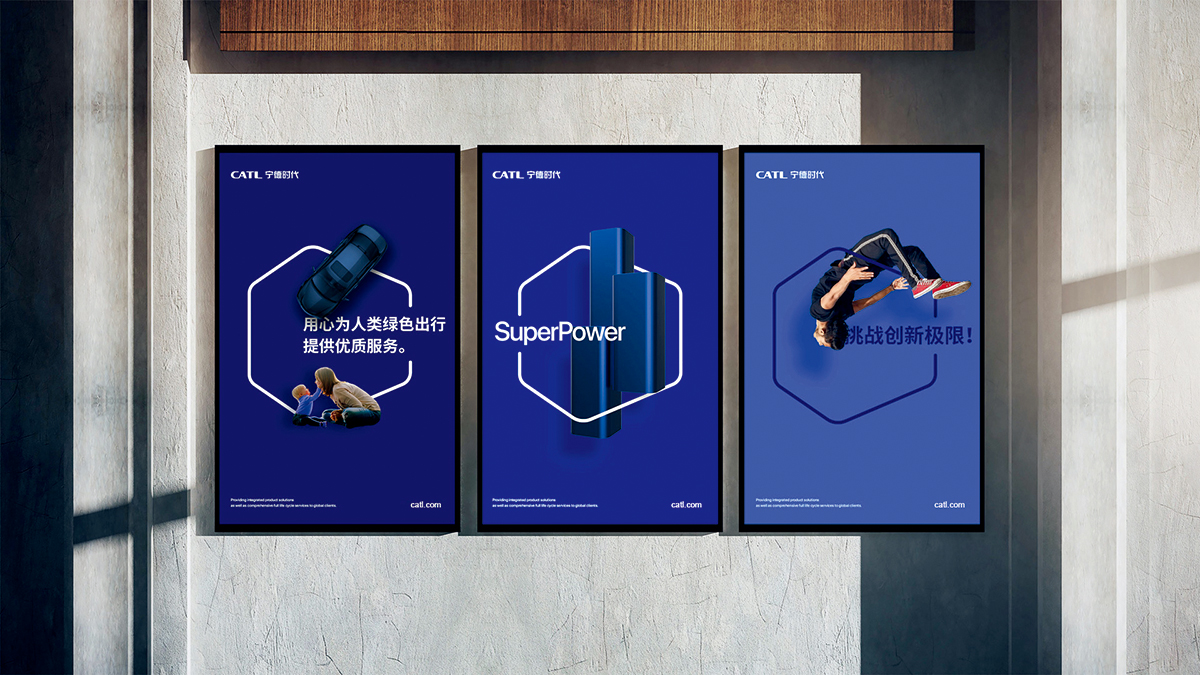 CATL 宁德时代
用心为人类绿色出行
提供优质服务。
Providing integrated product solutions
as well as comprehensive full life cycle services to global clients.
catl.com
CATL 宁德时代
SuperPower
Providing integrated product solutions
as well as comprehensive full life cycle services to global clients.
catl.com
CATL 宁德时代
挑战创新极限!
Providing integrated product solutions
as well as comprehensive full life cycle services to global clients.
catl.com